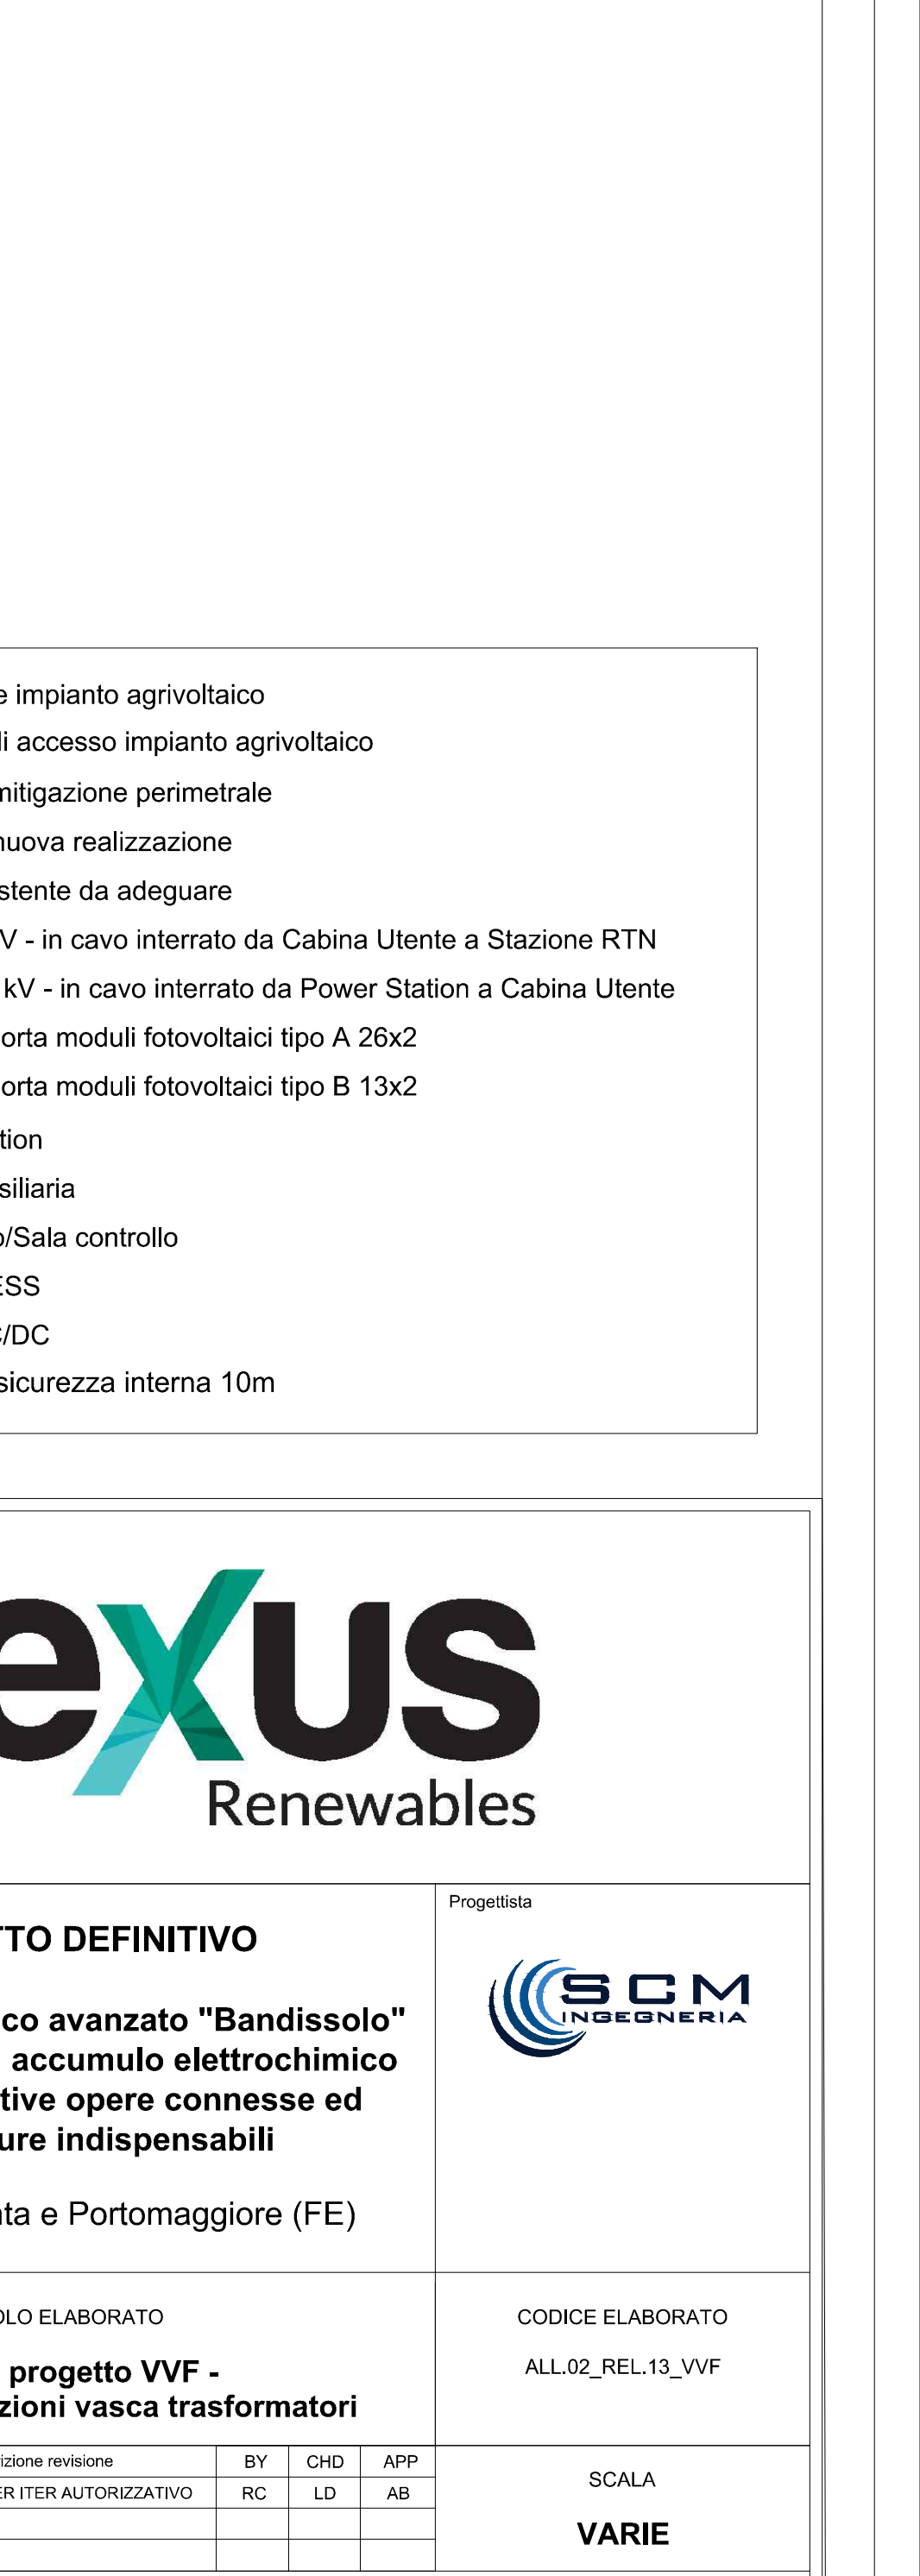 e impianto agrivoltaico
di accesso impianto agrivoltaico
mitigazione perimetrale
nuova realizzazione
stente da adeguare
V - in cavo interrato da Cabina Utente a Stazione RTN
kV - in cavo interrato da Power Station a Cabina Utente
orta moduli fotovoltaici tipo A 26x2
orta moduli fotovoltaici tipo B 13x2
tion
siliaria
o/Sala controllo
ESS
C/DC
sicurezza interna 10m
exus
Renewables
TTO DEFINITIVO
co avanzato "Bandissolo"
accumulo elettrochimico
tive opere connesse ed
ure indispensabili
nta e Portomaggiore (FE)
Progettista
SCM
INGEGNERIA
OLO ELABORATO
progetto VVF -
zioni vasca trasformatori
CODICE ELABORATO
ALL.02_REL.13_VVF
izione revisione BY CHD APP
ER ITER AUTORIZZATIVO RC LD AB
SCALA
VARIE